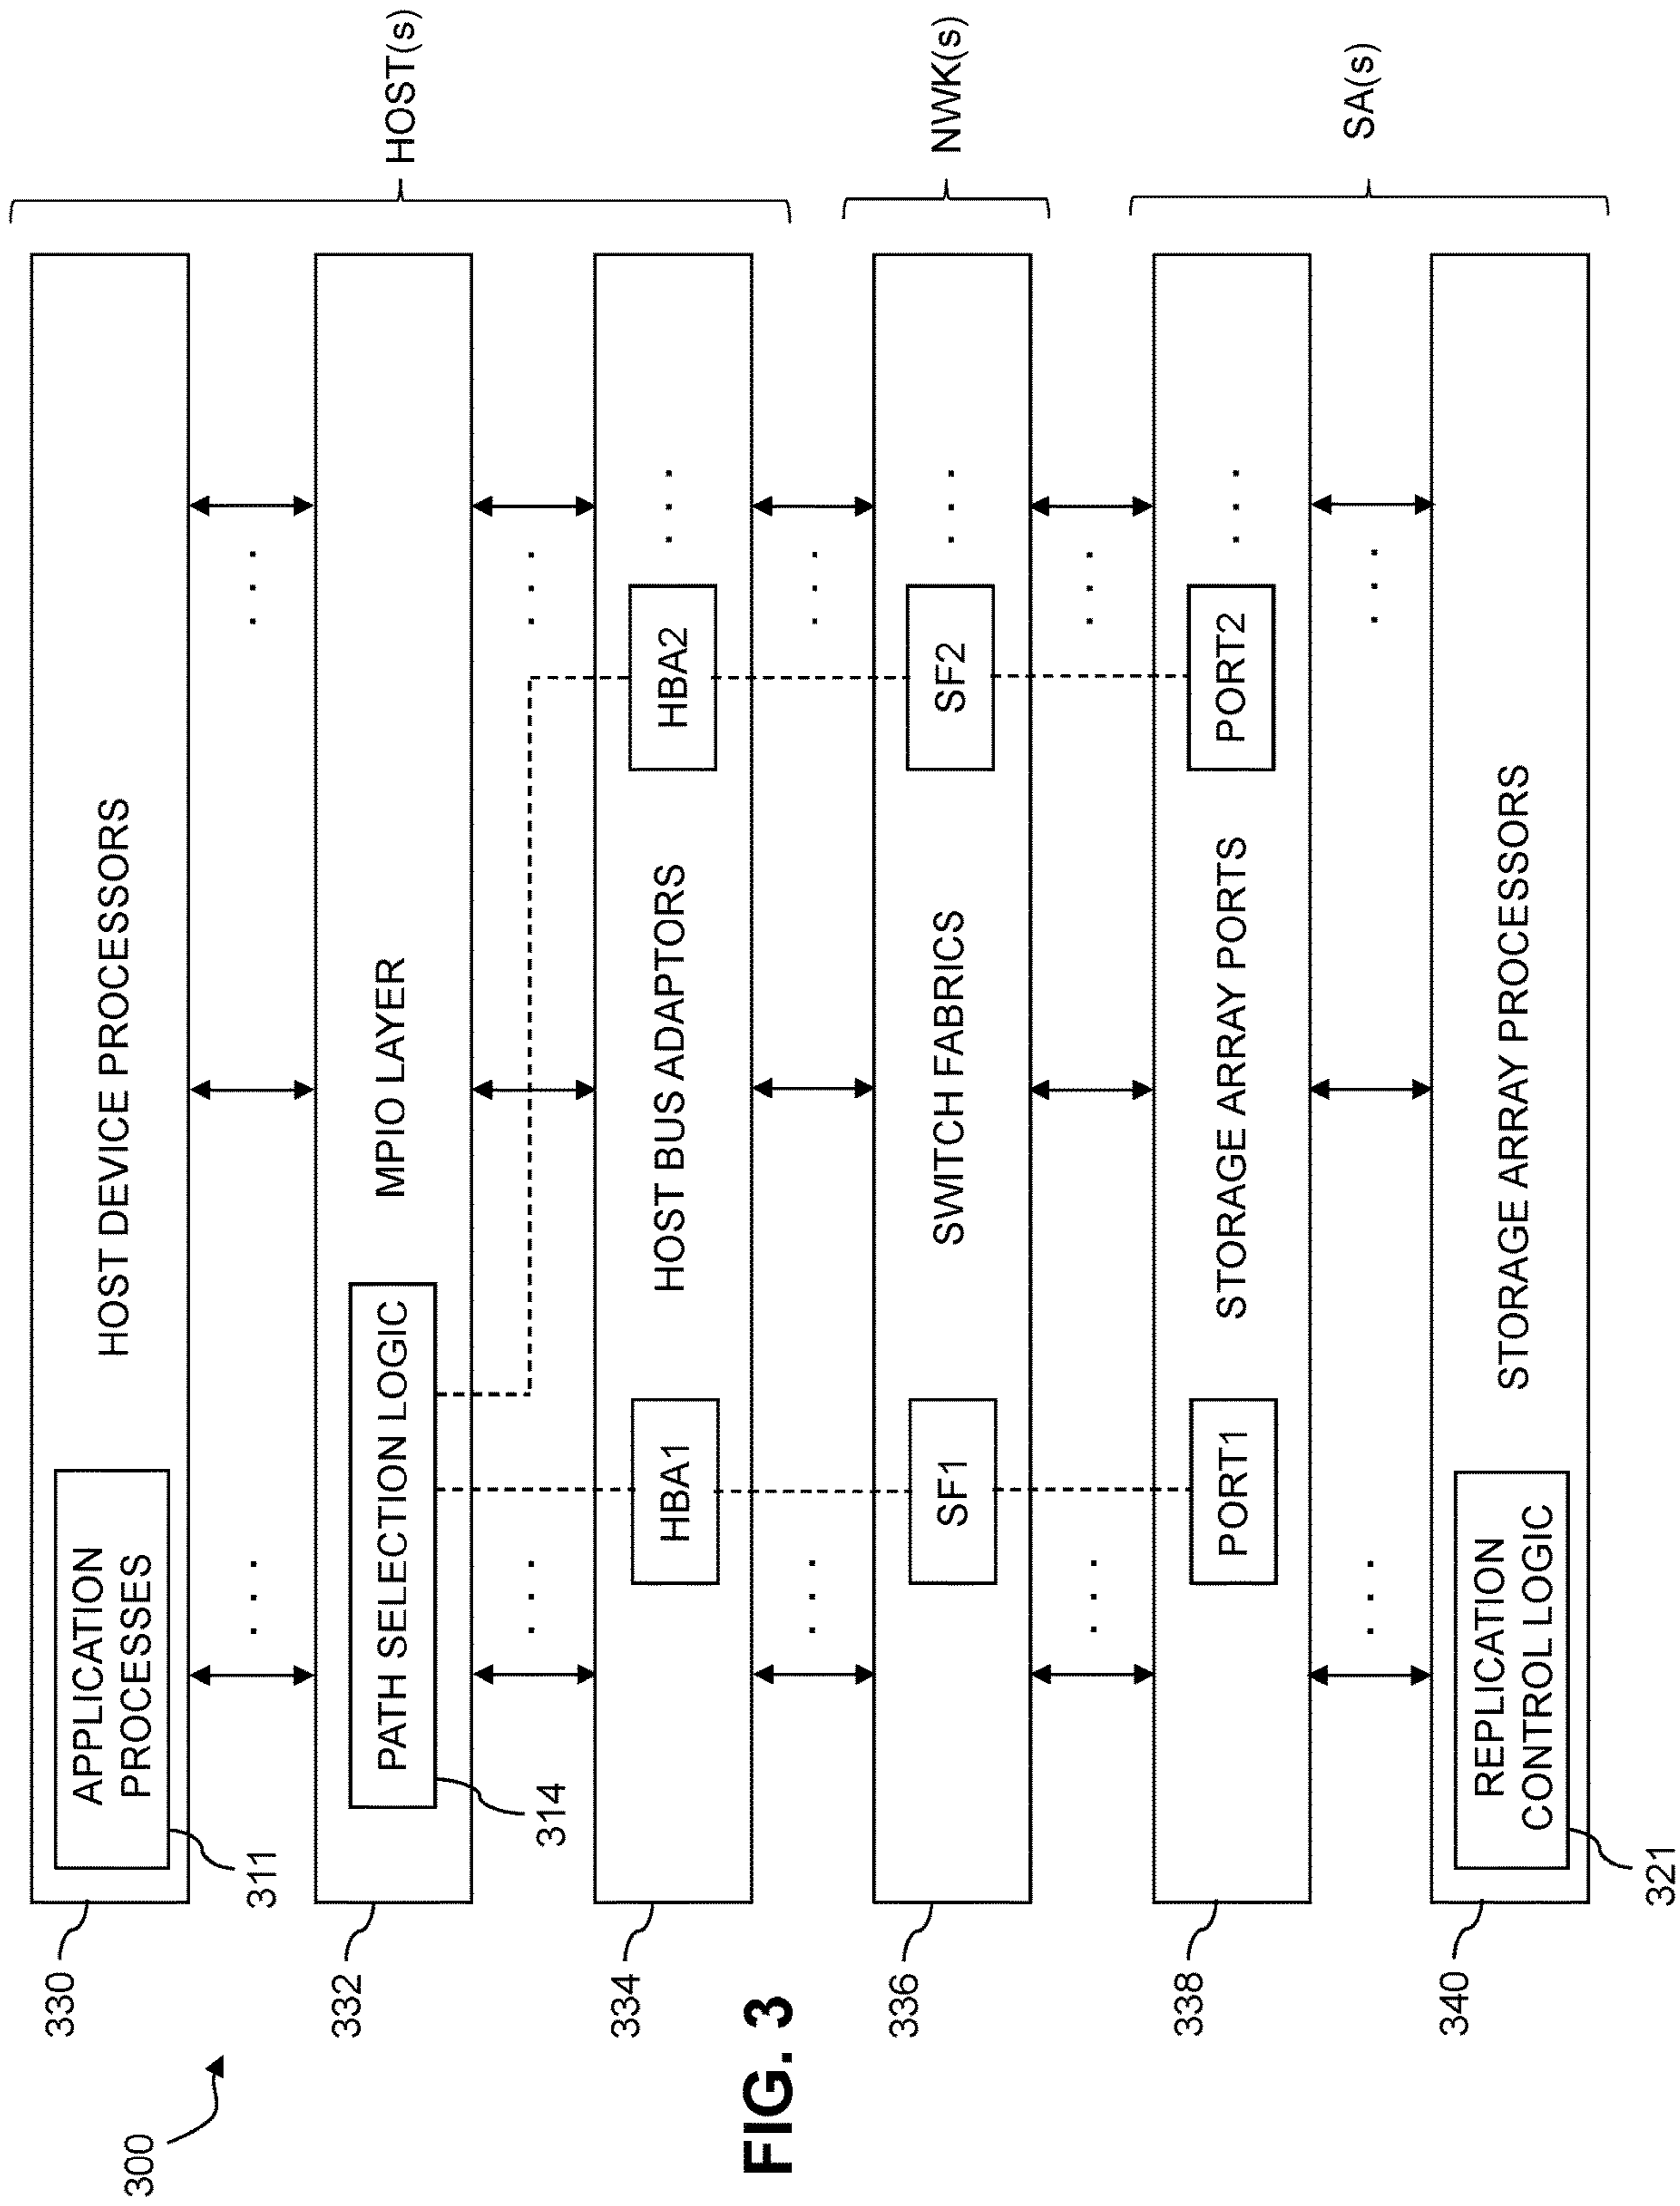 300
330
APPLICATION
PROCESSES
311
HOST DEVICE PROCESSORS
332
PATH SELECTION LOGIC
314
MPIO LAYER
334
HBA1
HOST BUS ADAPTORS
HBA2
HOST(s)
336
SF1
SWITCH FABRICS
SF2
NWK(s)
338
PORT1
STORAGE ARRAY PORTS
PORT2
340
REPLICATION
CONTROL LOGIC
321
STORAGE ARRAY PROCESSORS
SA(s)
FIG. 3